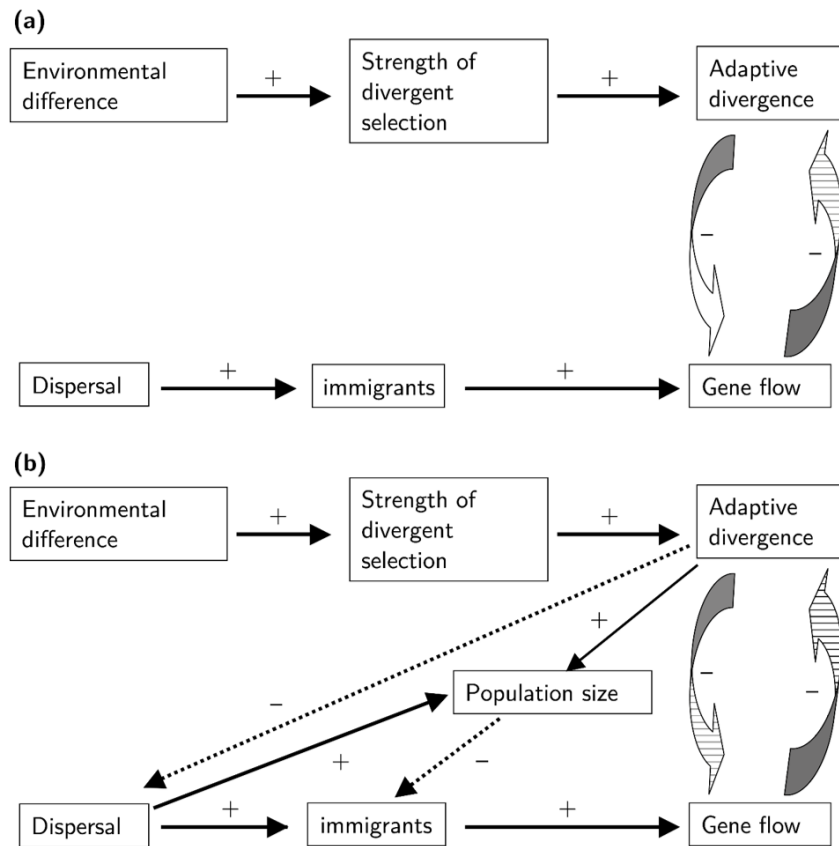 (a)
Environmental
difference
+
Strength of
divergent
selection
+
Adaptive
divergence
−
−
Dispersal
+
immigrants
+
Gene flow
(b)
Environmental
difference
+
Strength of
divergent
selection
+
Adaptive
divergence
+
−
Population size
−
−
+
−
Dispersal
+
immigrants
+
Gene flow